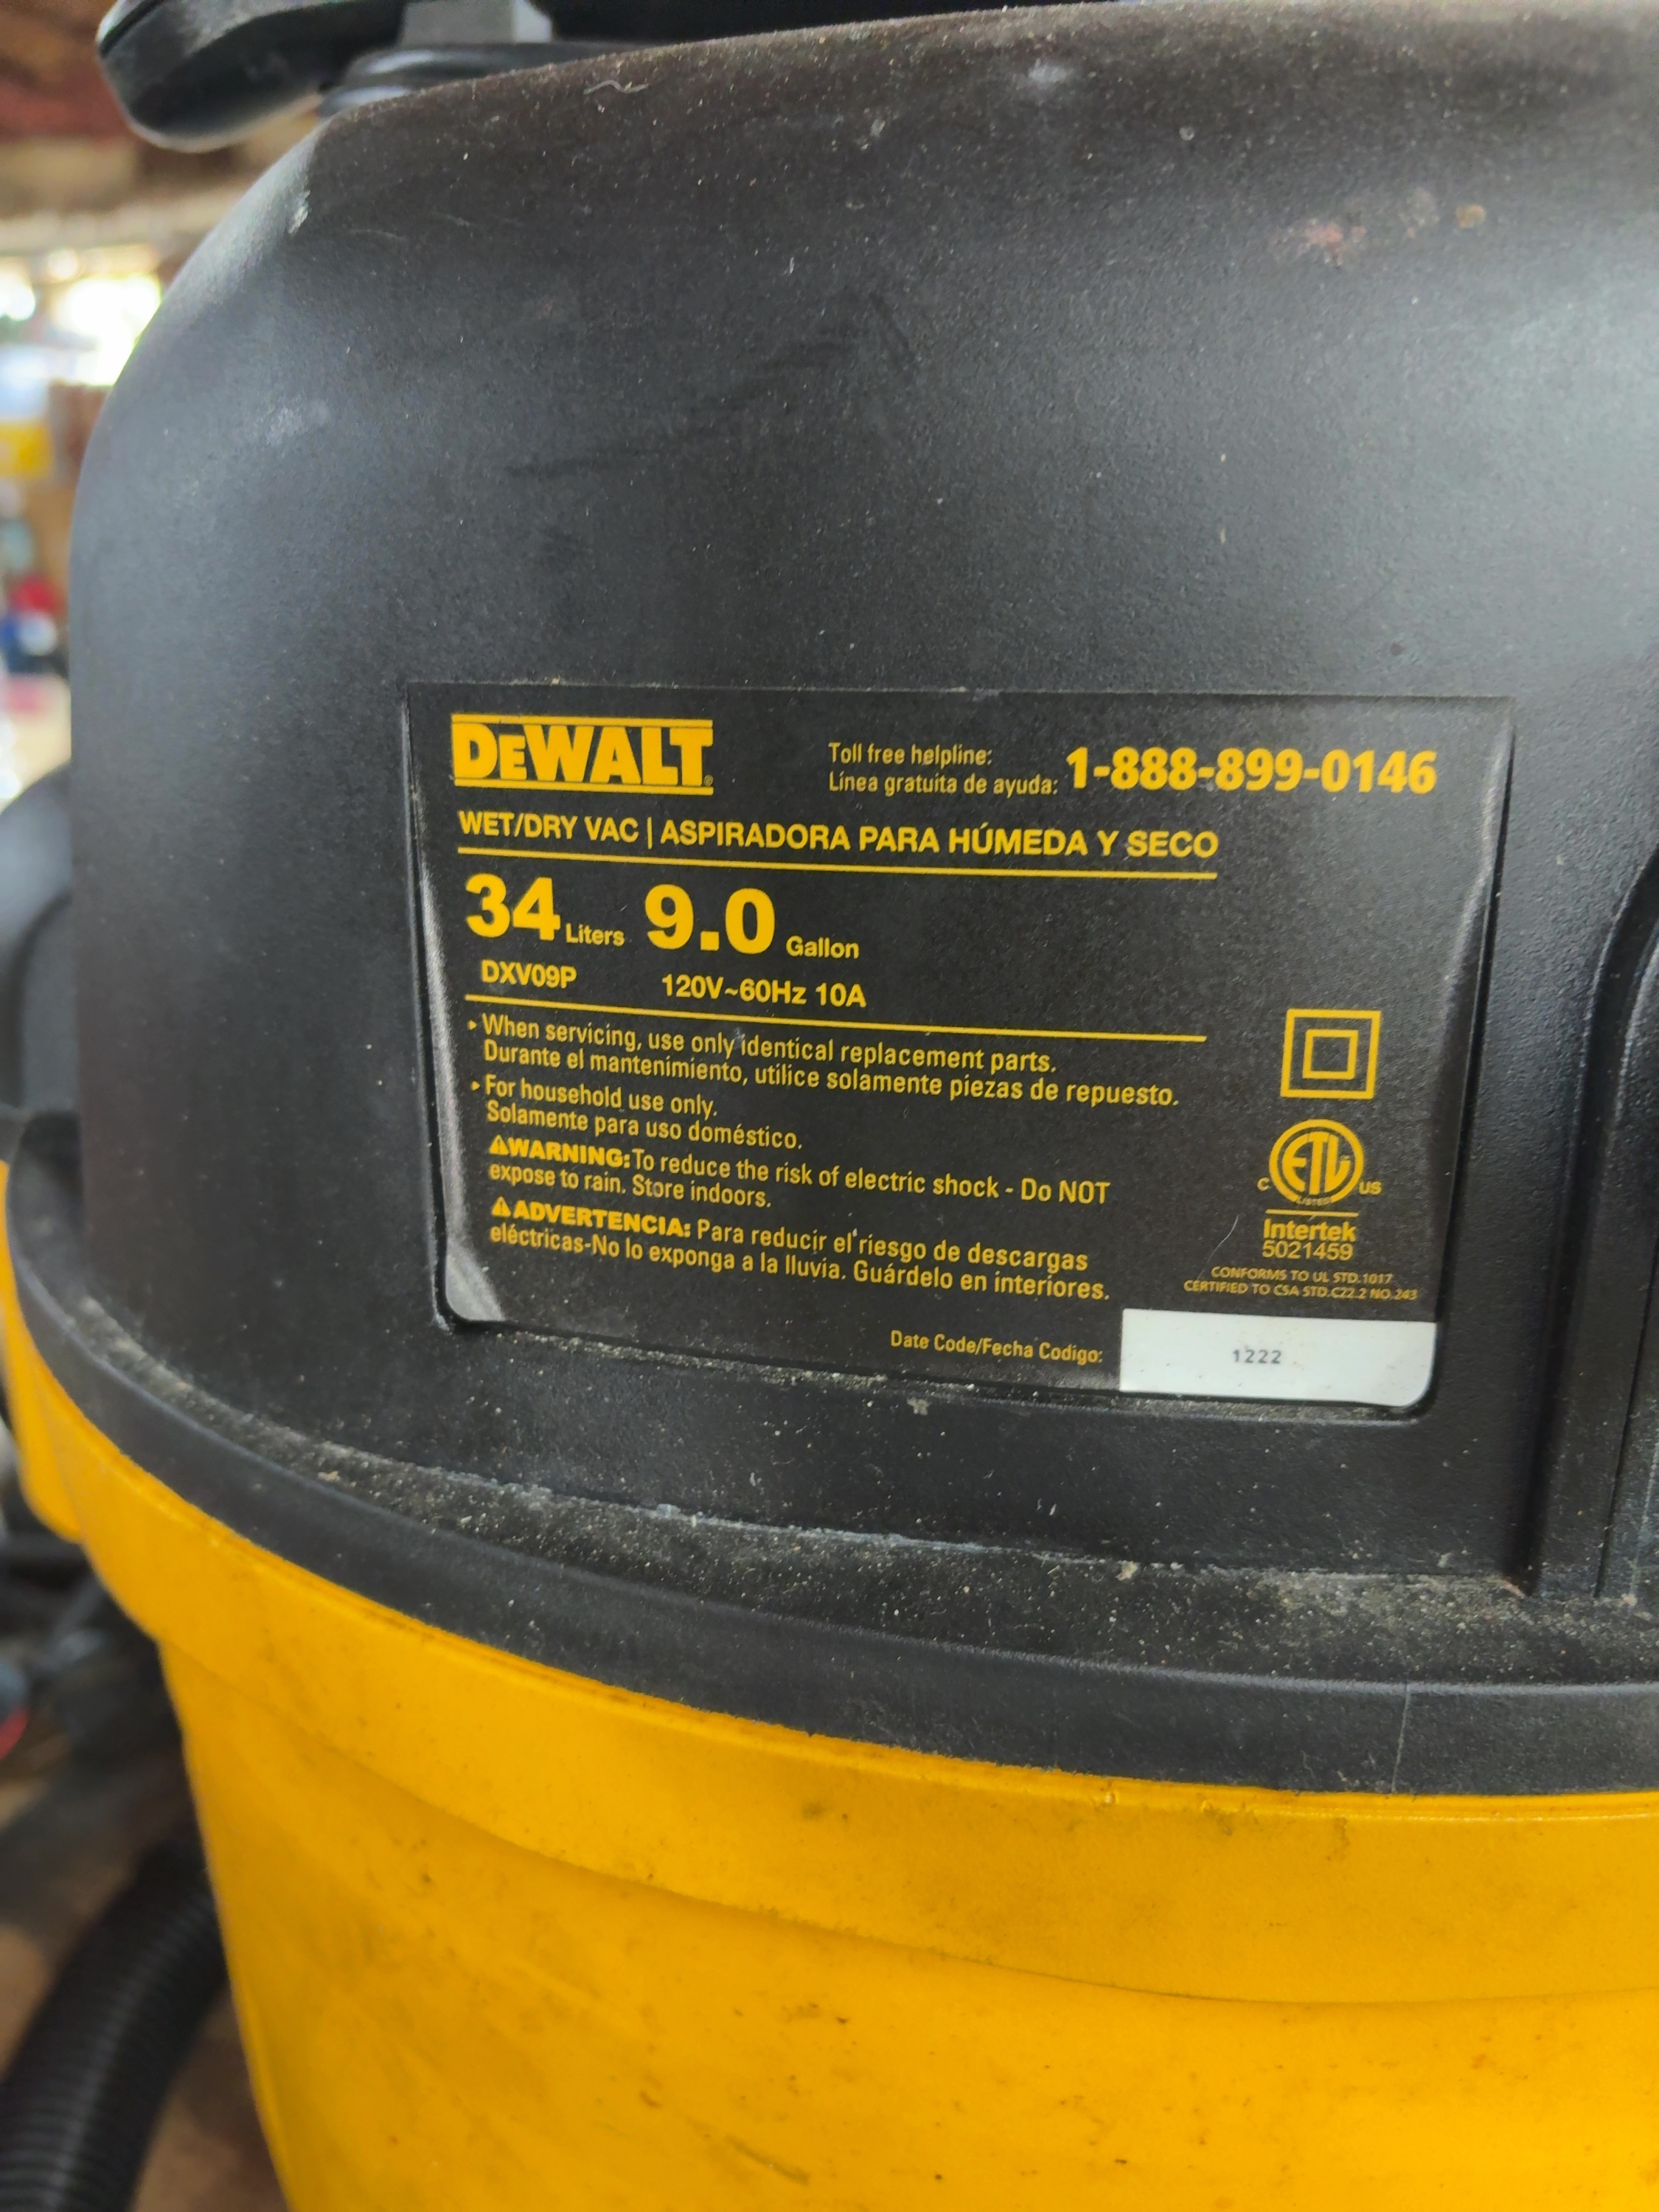 DEWALT®
Toll free helpline:
Línea gratuita de ayuda: 1-888-899-0146
WET/DRY VAC | ASPIRADORA PARA HÚMEDA Y SECO
34 Liters 9.0 Gallon
DXV09P 120V~60Hz 10A
• When servicing, use only identical replacement parts.
Durante el mantenimiento, utilice solamente piezas de repuesto.
• For household use only.
Solamente para uso doméstico.
⚠WARNING: To reduce the risk of electric shock - Do NOT
expose to rain. Store indoors.
⚠ADVERTENCIA: Para reducir el riesgo de descargas
eléctricas-No lo exponga a la lluvia. Guárdelo en interiores.
ETL
C LISTED US
Intertek
5021459
CONFORMS TO UL STD.1017
CERTIFIED TO CSA STD.C22.2 NO.243
Date Code/Fecha Codigo: 1222